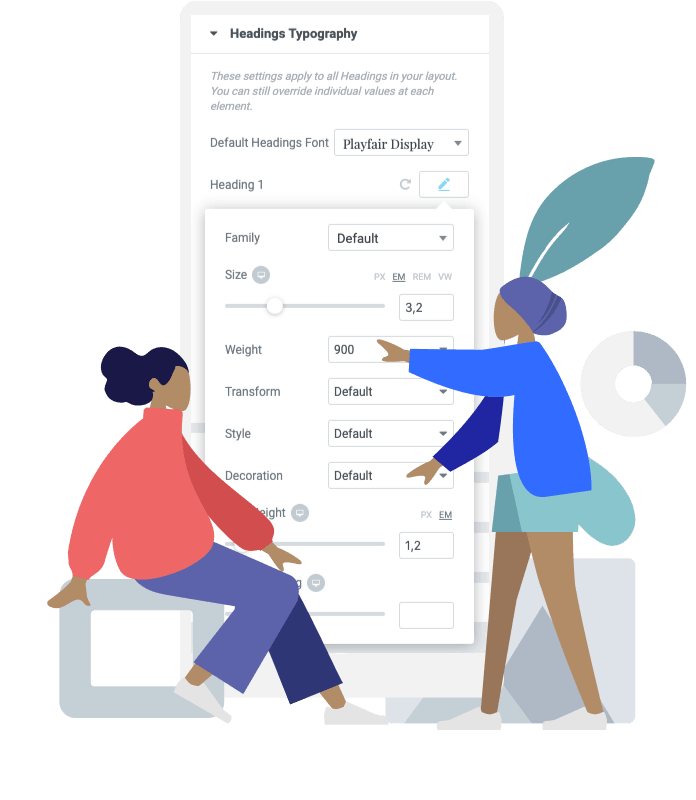 Headings Typography
These settings apply to all Headings in your layout.
You can still override individual values at each
element.
Default Headings Font Playfair Display
Heading 1
Family Default
Size PX EM REM VW
3,2
Weight 900
Transform Default
Style Default
Decoration Default
PX EM
1,2